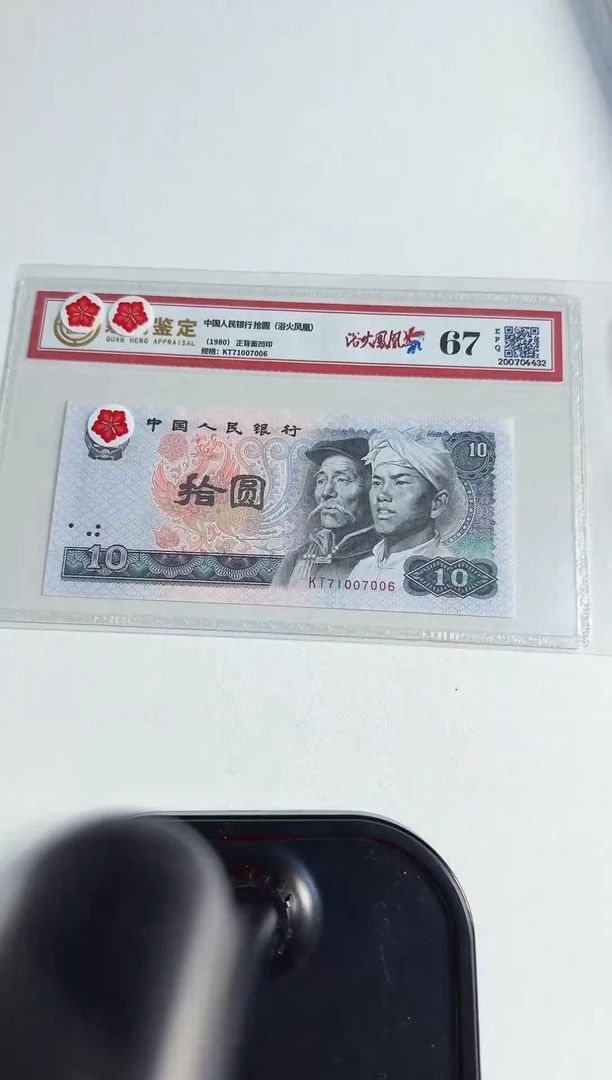 鉴定
QUAN HENG APPRAISAL
中国人民银行 拾圆 (浴火凤凰)
(1980) 正背面凹印
规格: KT71007006
浴火鳳凰
67
EPQ
200704432
中国人民银行
10
拾圆
10
KT71007006
10